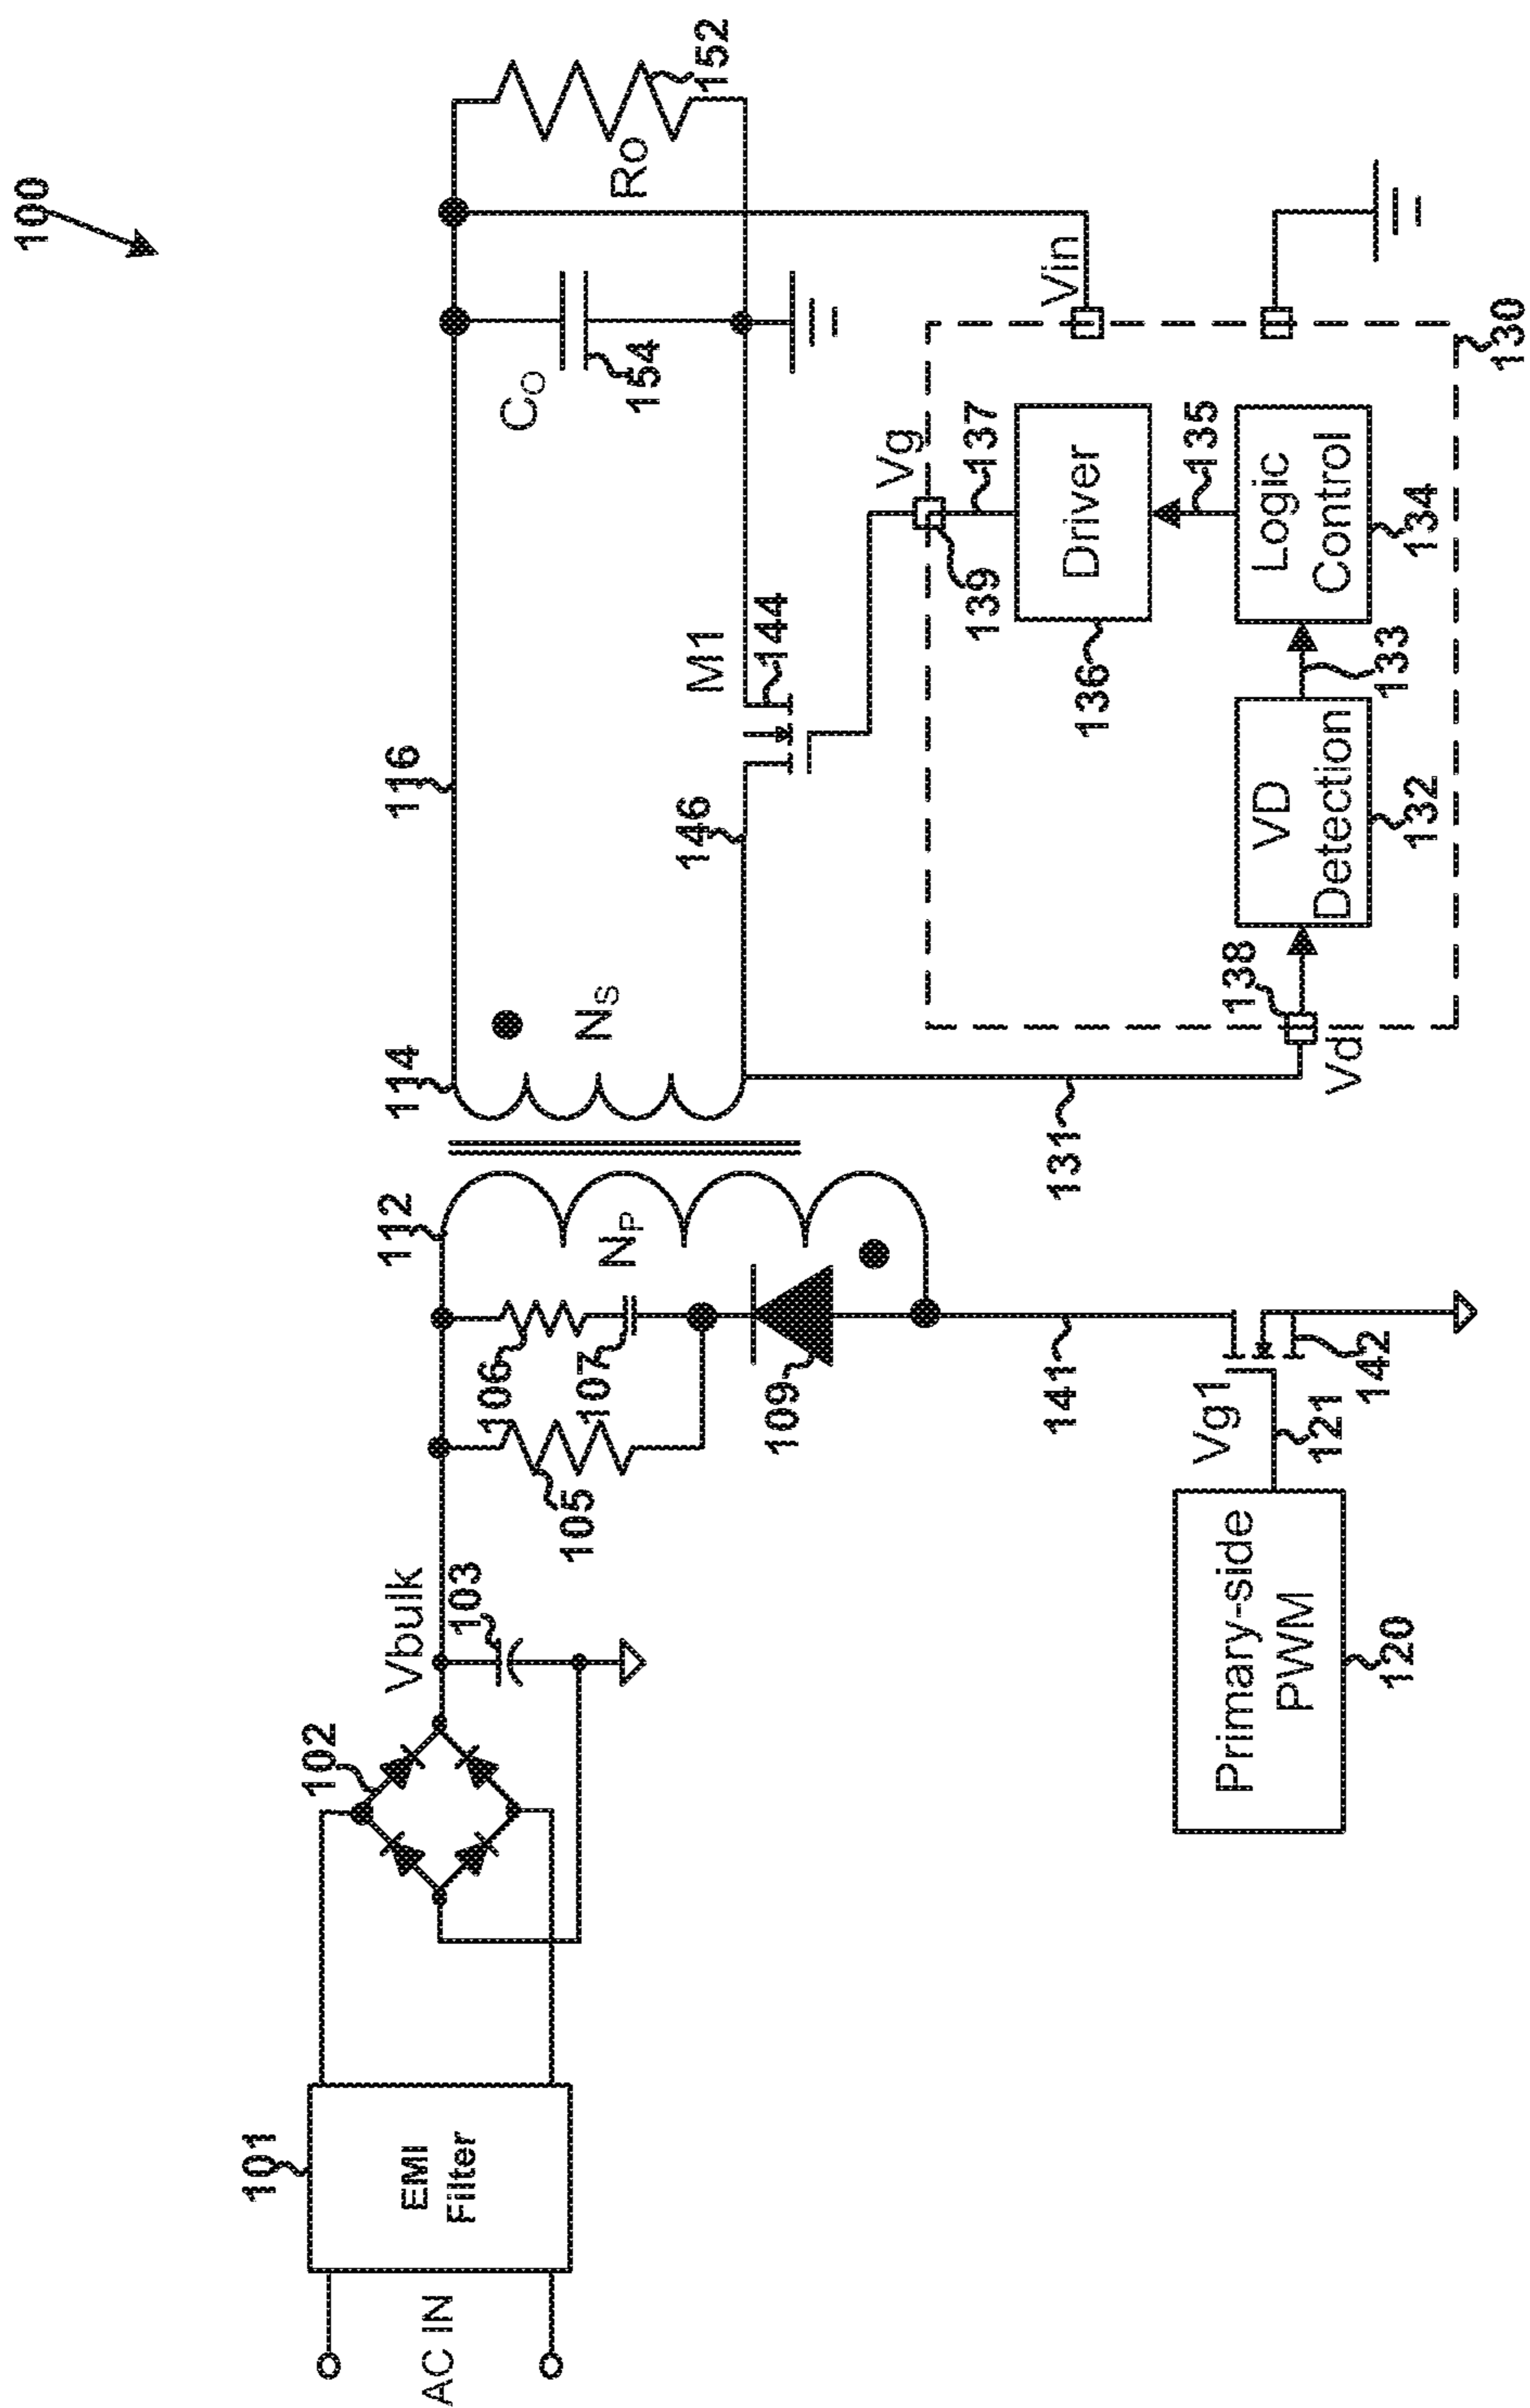 100
AC IN
101
EMI
Filter
102
Vbulk
103
105
106
107
109
112
NP
114
NS
116
141
Vg1
121
142
Primary-side
PWM
120
131
146
M1
144
CO
154
Ro
152
Vg
139
137
Driver
136
Vin
Vd
138
VD
Detection
132
133
Logic
Control
134
135
130